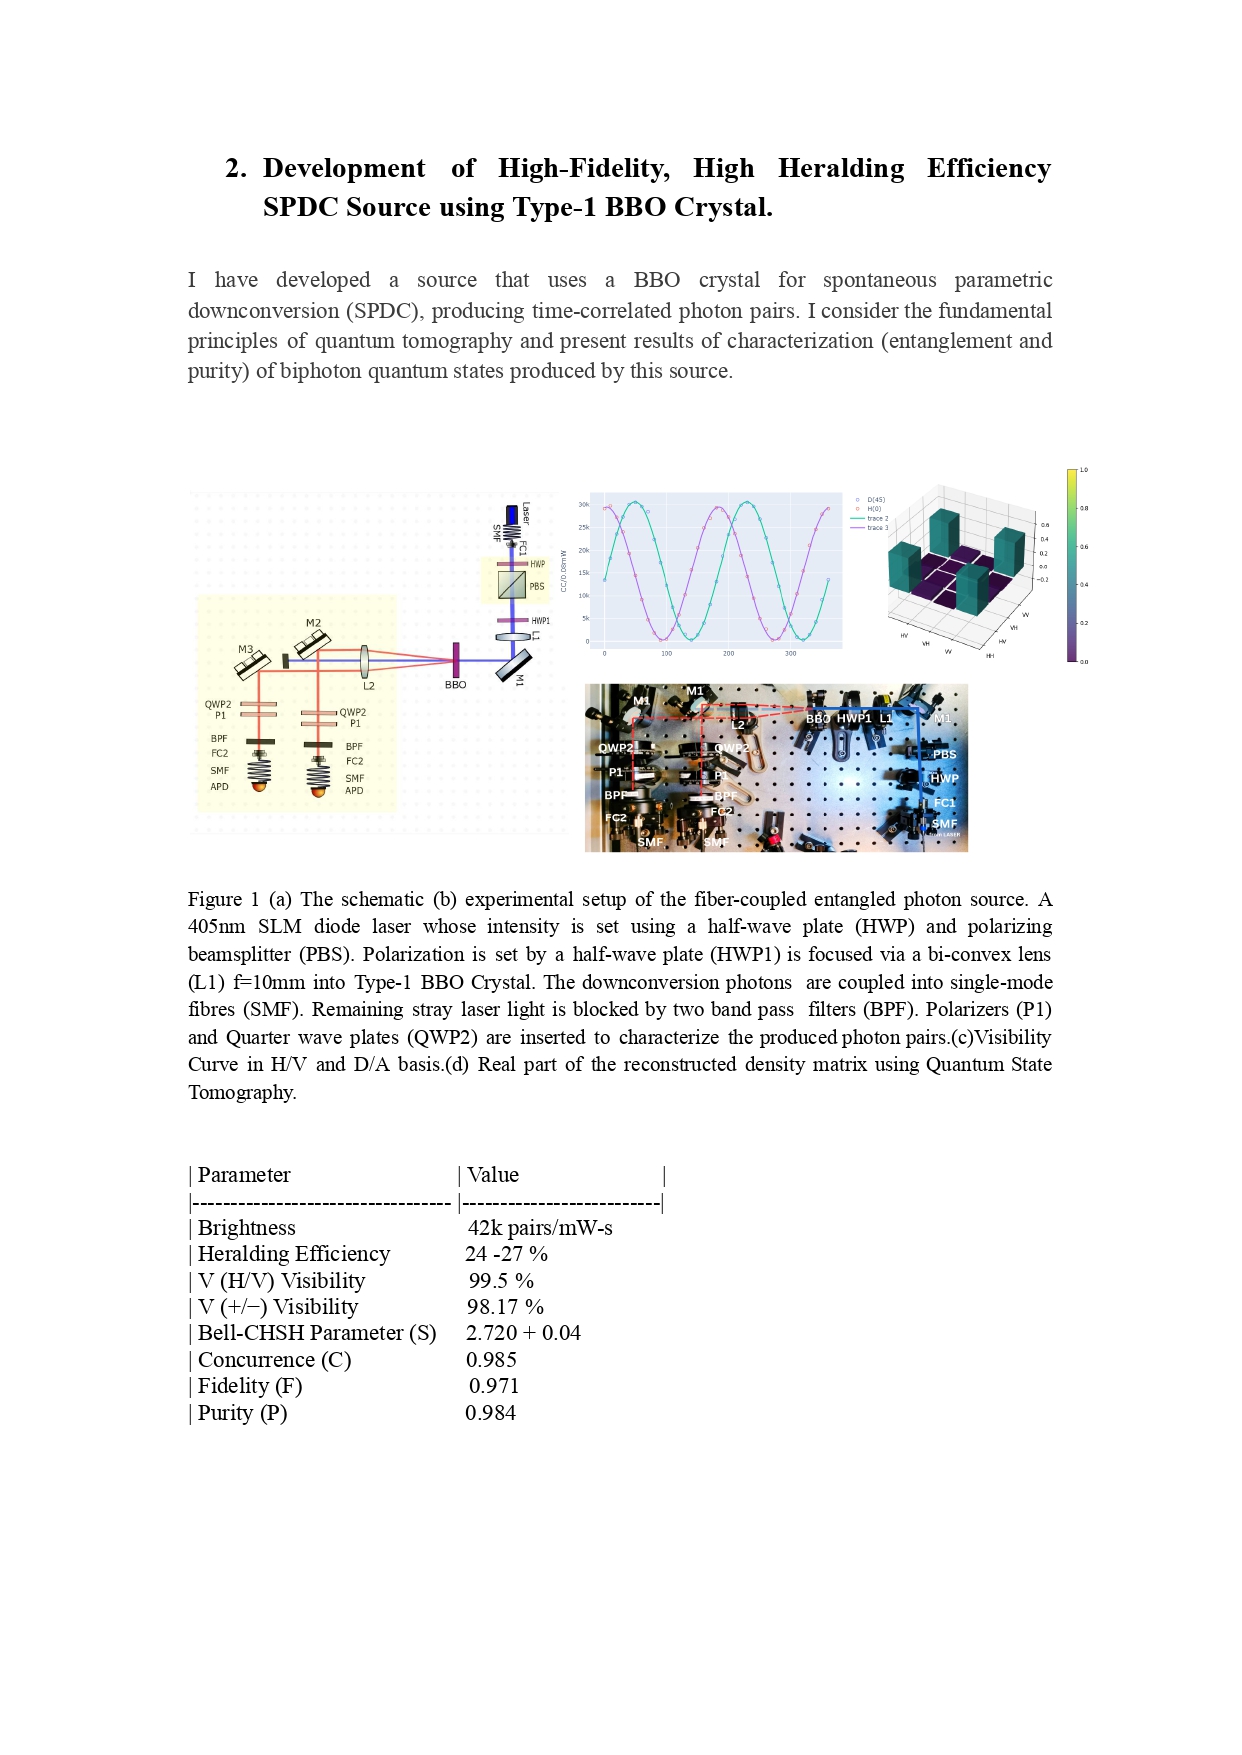 2. Development of High-Fidelity, High Heralding Efficiency
SPDC Source using Type-1 BBO Crystal.
I have developed a source that uses a BBO crystal for spontaneous parametric
downconversion (SPDC), producing time-correlated photon pairs. I consider the fundamental
principles of quantum tomography and present results of characterization (entanglement and
purity) of biphoton quantum states produced by this source.
Laser
SMF
FC1
HWP
PBS
HWP1
L1
M1
BBO
L2
M2
M3
QWP2
P1
QWP2
P1
BPF
FC2
SMF
APD
BPF
FC2
SMF
APD
CC/0.08mW
30k
25k
20k
15k
10k
5k
0
0
100
200
300
D(45)
H(0)
trace 2
trace 3
0.6
0.4
0.2
0.0
−0.2
HV
VH
VV
HH
HV
VH
VV
1.0
0.8
0.6
0.4
0.2
0.0
M1
M1
L2
BBO HWP1 L1
M1
QWP2
QWP2
PBS
P1
P1
HWP
BPF
BPF
FC1
FC2
FC2
SMF
from LASER
SMF
SMF
Figure 1 (a) The schematic (b) experimental setup of the fiber-coupled entangled photon source. A
405nm SLM diode laser whose intensity is set using a half-wave plate (HWP) and polarizing
beamsplitter (PBS). Polarization is set by a half-wave plate (HWP1) is focused via a bi-convex lens
(L1) f=10mm into Type-1 BBO Crystal. The downconversion photons are coupled into single-mode
fibres (SMF). Remaining stray laser light is blocked by two band pass filters (BPF). Polarizers (P1)
and Quarter wave plates (QWP2) are inserted to characterize the produced photon pairs.(c)Visibility
Curve in H/V and D/A basis.(d) Real part of the reconstructed density matrix using Quantum State
Tomography.
| Parameter | Value |
|---------------------------------- |--------------------------|
| Brightness 42k pairs/mW-s
| Heralding Efficiency 24 -27 %
| V (H/V) Visibility 99.5 %
| V (+/−) Visibility 98.17 %
| Bell-CHSH Parameter (S) 2.720 + 0.04
| Concurrence (C) 0.985
| Fidelity (F) 0.971
| Purity (P) 0.984